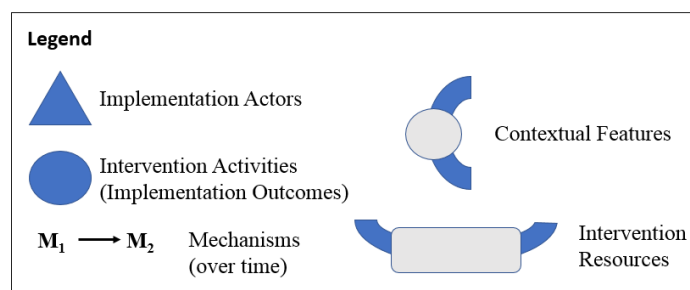 Legend
Implementation Actors
Intervention Activities
(Implementation Outcomes)
M₁ → M₂ Mechanisms
(over time)
Contextual Features
Intervention
Resources